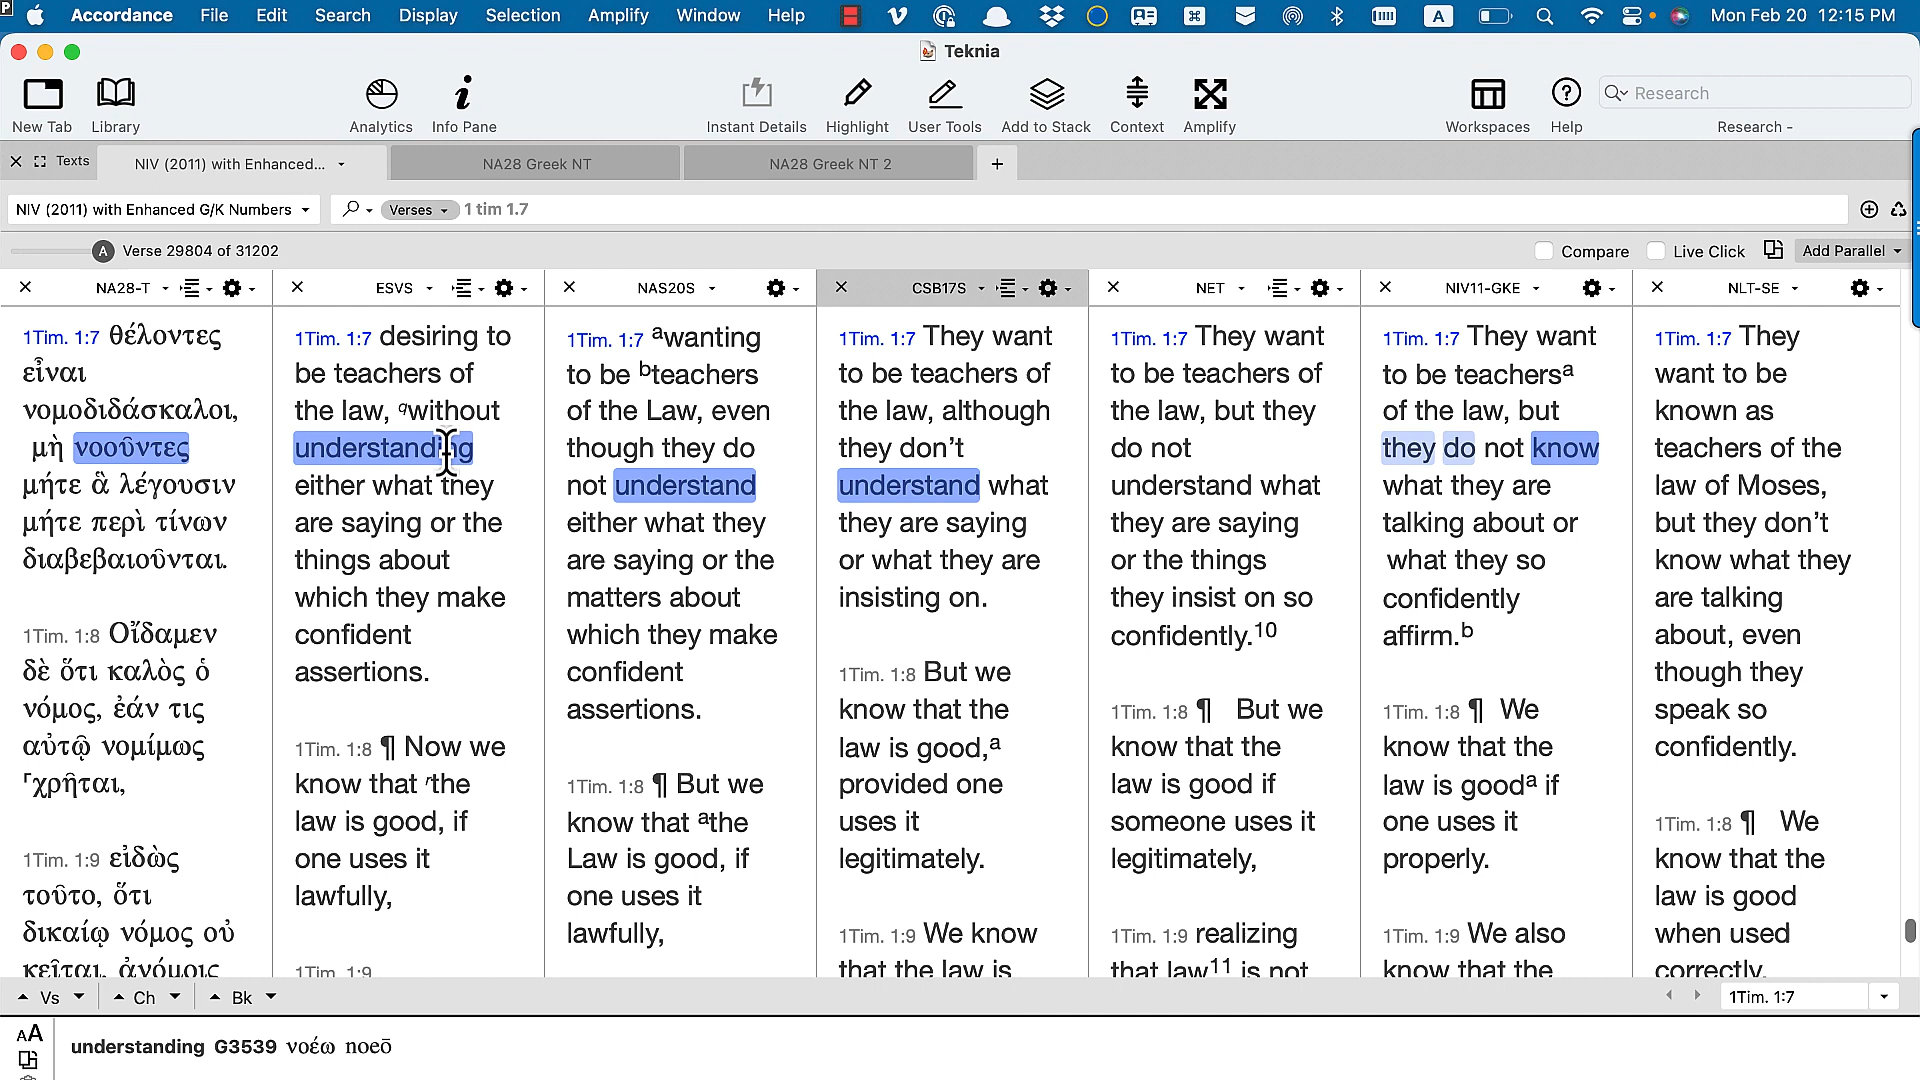 P
Accordance File Edit Search Display Selection Amplify Window Help A Mon Feb 20 12:15 PM
Teknia
New Tab Library Analytics Info Pane Instant Details Highlight User Tools Add to Stack Context Amplify Workspaces Help Research
Research -
Texts NIV (2011) with Enhanced... NA28 Greek NT NA28 Greek NT 2 +
NIV (2011) with Enhanced G/K Numbers Verses 1 tim 1.7
A Verse 29804 of 31202 Compare Live Click Add Parallel
NA28-T ESVS NAS20S CSB17S NET NIV11-GKE NLT-SE
1Tim. 1:7 θέλοντες
εἶναι
νομοδιδάσκαλοι,
μὴ νοοῦντες
μήτε ἃ λέγουσιν
μήτε περὶ τίνων
διαβεβαιοῦνται.
1Tim. 1:8 Οἴδαμεν
δὲ ὅτι καλὸς ὁ
νόμος, ἐάν τις
αὐτῷ νομίμως
⸀χρῆται,
1Tim. 1:9 εἰδὼς
τοῦτο, ὅτι
δικαίῳ νόμος οὐ
κεῖται, ἀνόμοις
1Tim. 1:7 desiring to
be teachers of
the law, qwithout
understanding
either what they
are saying or the
things about
which they make
confident
assertions.
1Tim. 1:8 ¶ Now we
know that rthe
law is good, if
one uses it
lawfully,
1Tim. 1:9
1Tim. 1:7 awanting
to be bteachers
of the Law, even
though they do
not understand
either what they
are saying or the
matters about
which they make
confident
assertions.
1Tim. 1:8 ¶ But we
know that athe
Law is good, if
one uses it
lawfully,
1Tim. 1:7 They want
to be teachers of
the law, although
they don’t
understand what
they are saying
or what they are
insisting on.
1Tim. 1:8 But we
know that the
law is good,a
provided one
uses it
legitimately.
1Tim. 1:9 We know
that the law is
1Tim. 1:7 They want
to be teachers of
the law, but they
do not
understand what
they are saying
or the things
they insist on so
confidently.10
1Tim. 1:8 ¶ But we
know that the
law is good if
someone uses it
legitimately,
1Tim. 1:9 realizing
that law11 is not
1Tim. 1:7 They want
to be teachersa
of the law, but
they do not know
what they are
talking about or
what they so
confidently
affirm.b
1Tim. 1:8 ¶ We
know that the
law is gooda if
one uses it
properly.
1Tim. 1:9 We also
know that the
1Tim. 1:7 They
want to be
known as
teachers of the
law of Moses,
but they don’t
know what they
are talking
about, even
though they
speak so
confidently.
1Tim. 1:8 ¶ We
know that the
law is good
when used
correctly.
Vs Ch Bk 1Tim. 1:7
AA
understanding G3539 νοέω noeō